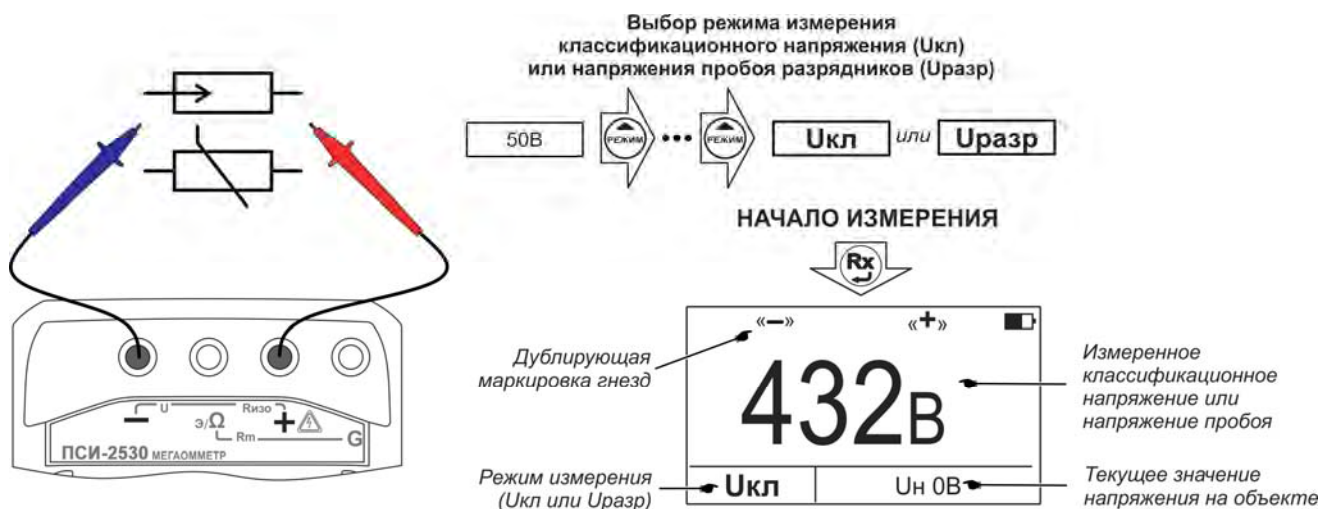 Выбор режима измерения
классификационного напряжения (Uкл)
или напряжения пробоя разрядников (Uразр)
50В
РЕЖИМ
•••
РЕЖИМ
Uкл
или
Uразр
НАЧАЛО ИЗМЕРЕНИЯ
Rx
«–»
«+»
Дублирующая
маркировка гнезд
432В
Измеренное
классификационное
напряжение или
напряжение пробоя
Режим измерения
(Uкл или Uразр)
Uкл
Uн 0В
Текущее значение
напряжения на объекте
– U Rизо +
Э/Ω
Rm
G
ПСИ-2530 МЕГАОММЕТР